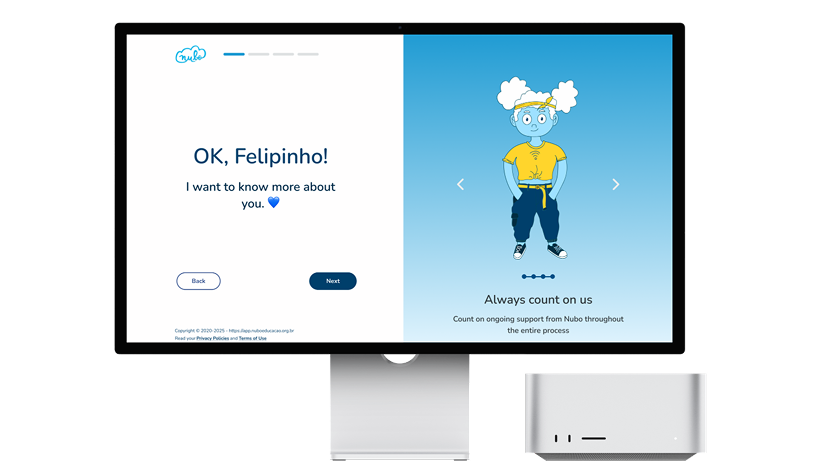 nubo
OK, Felipinho!
I want to know more about
you. 💙
Back
Next
Copyright © 2020-2025 - https://app.nuboeducacao.org.br
Read your Privacy Policies and Terms of Use
Always count on us
Count on ongoing support from Nubo throughout
the entire process